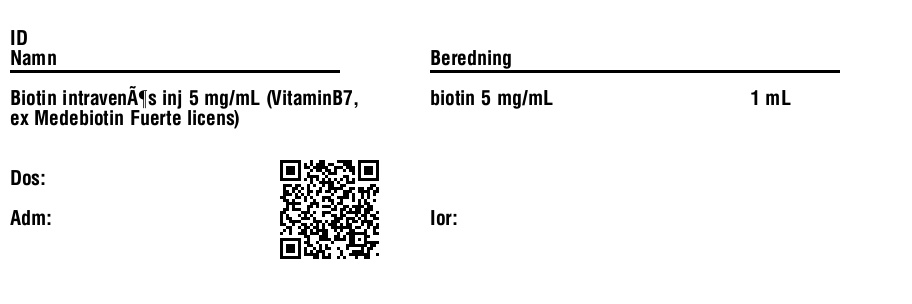 ID
Namn
Beredning
Biotin intravenÃ¶s inj 5 mg/mL (VitaminB7,
ex Medebiotin Fuerte licens)
biotin 5 mg/mL 1 mL
Dos:
Adm:
Ior: